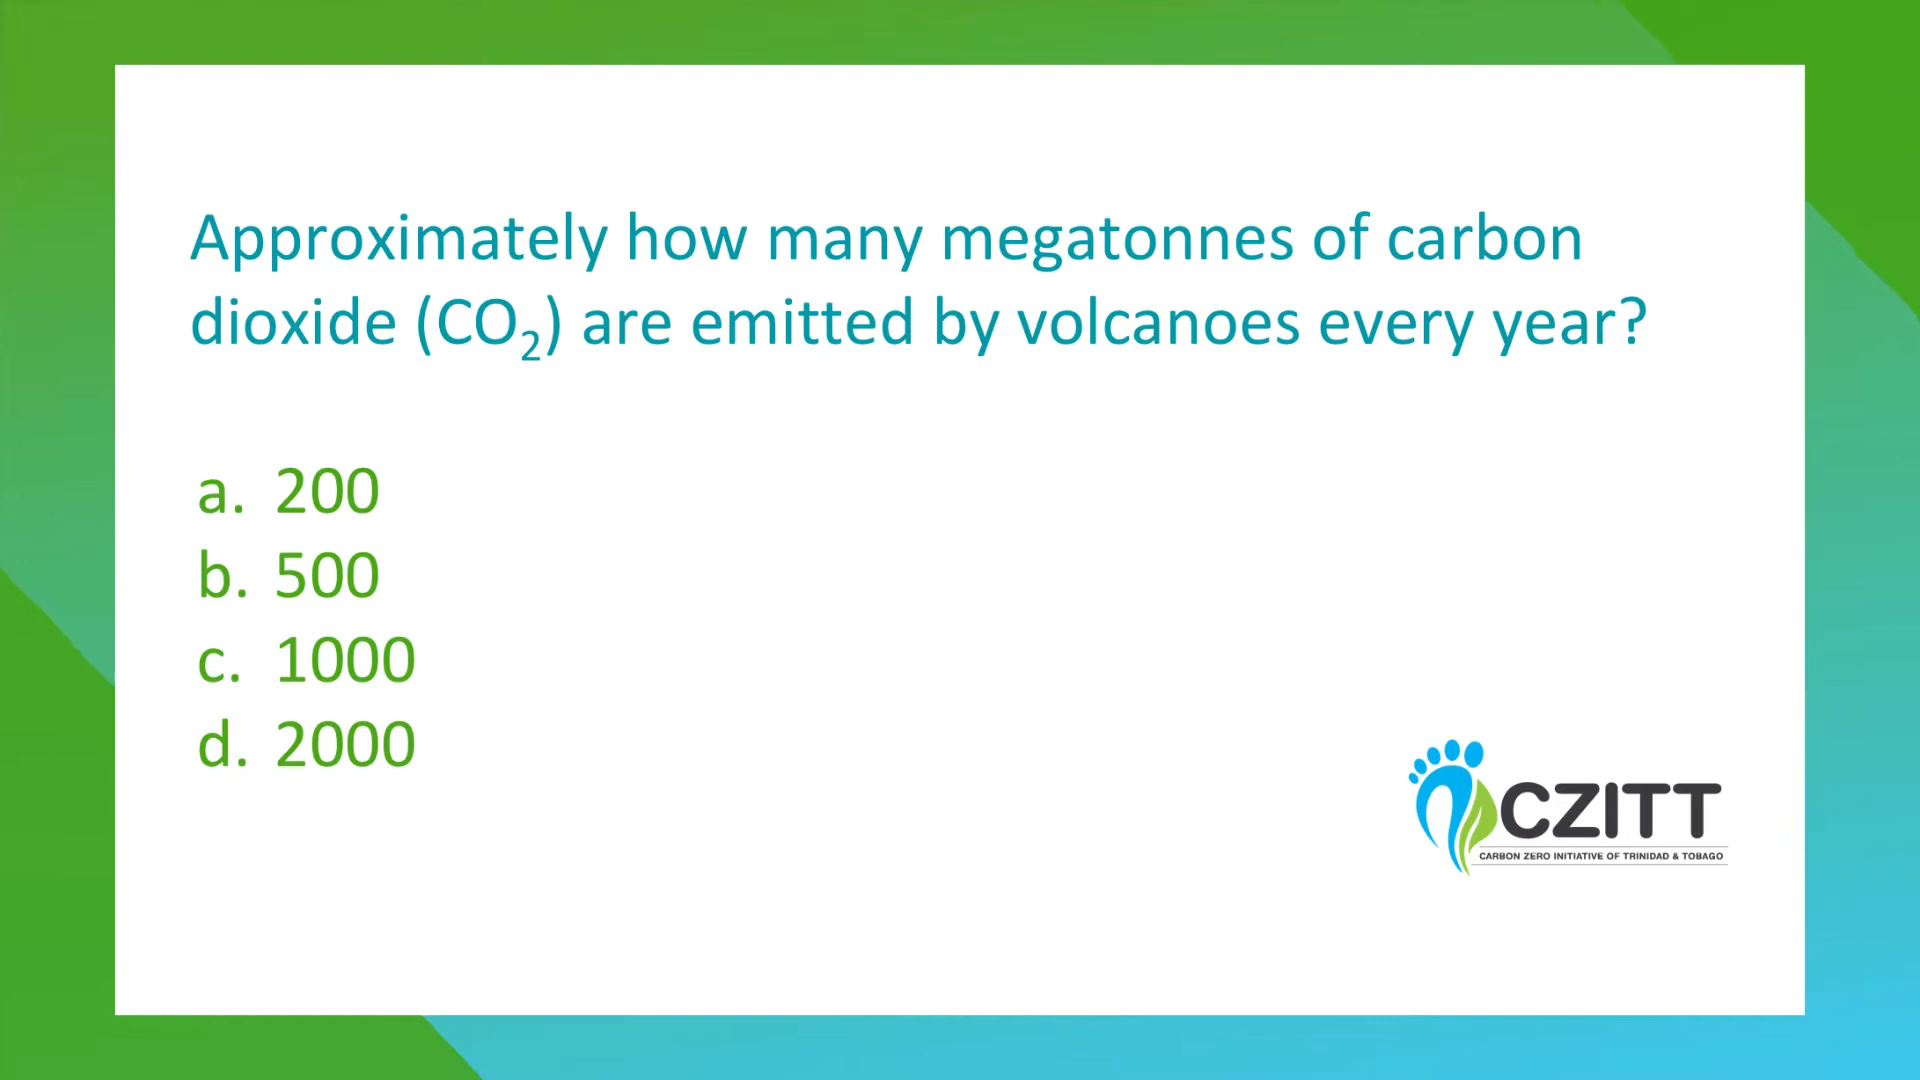 Approximately how many megatonnes of carbon
dioxide (CO₂) are emitted by volcanoes every year?
a. 200
b. 500
c. 1000
d. 2000
CZITT
CARBON ZERO INITIATIVE OF TRINIDAD & TOBAGO